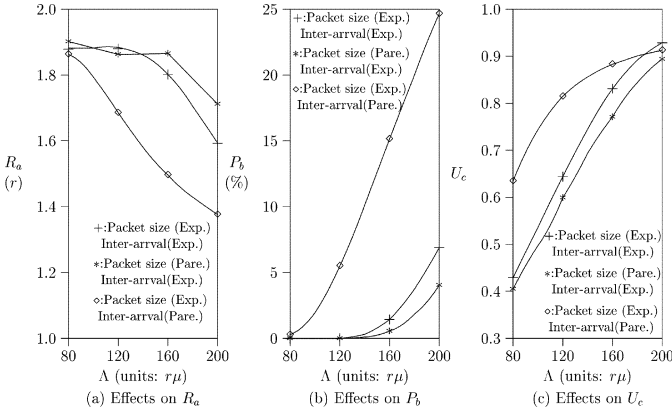 2.0
1.8
1.6
1.4
1.2
1.0
R_a
(r)
+:Packet size (Exp.)
Inter-arrval(Exp.)
*:Packet size (Pare.)
Inter-arrval(Exp.)
◇:Packet size (Exp.)
Inter-arrval(Pare.)
80 120 160 200
Λ (units: rμ)
(a) Effects on R_a
25
20
15
10
5
0
P_b
(%)
+:Packet size (Exp.)
Inter-arrval(Exp.)
*:Packet size (Pare.)
Inter-arrval(Exp.)
◇:Packet size (Exp.)
Inter-arrval(Pare.)
80 120 160 200
Λ (units: rμ)
(b) Effects on P_b
1.0
0.9
0.8
0.7
0.6
0.5
0.4
0.3
U_c
+:Packet size (Exp.)
Inter-arrval(Exp.)
*:Packet size (Pare.)
Inter-arrval(Exp.)
◇:Packet size (Exp.)
Inter-arrval(Pare.)
80 120 160 200
Λ (units: rμ)
(c) Effects on U_c